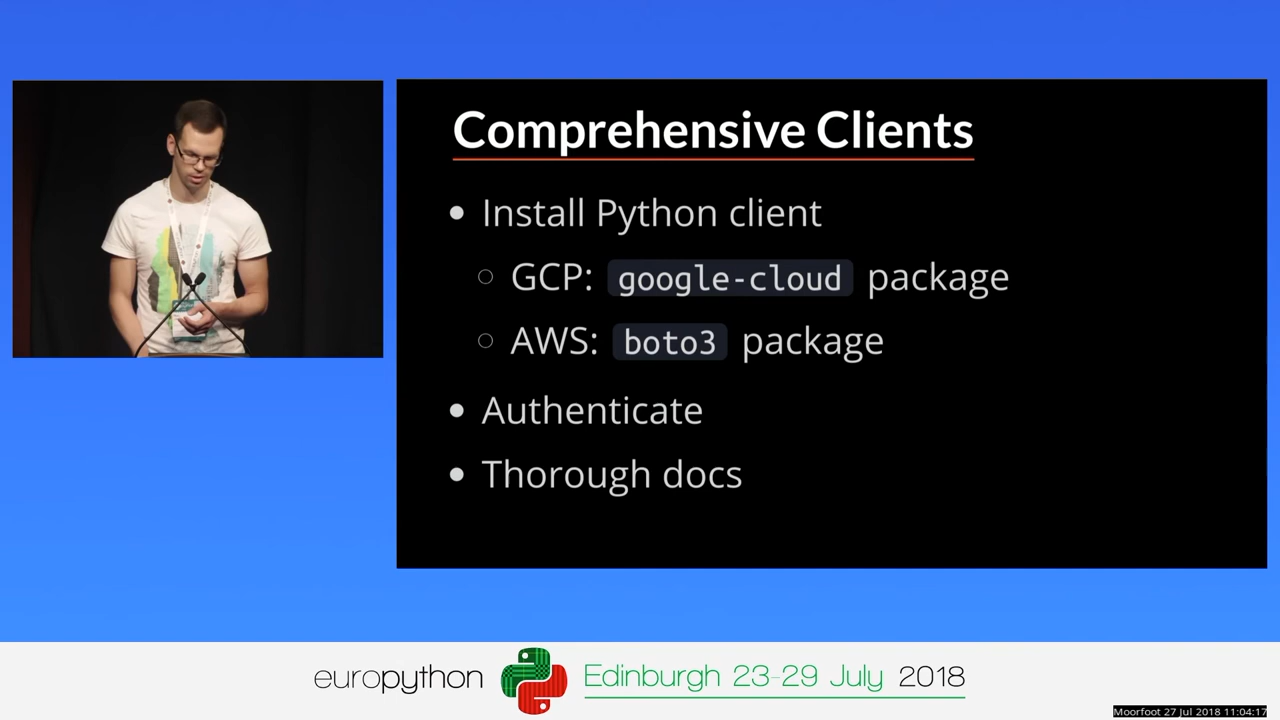 Comprehensive Clients
• Install Python client
○ GCP: google-cloud package
○ AWS: boto3 package
• Authenticate
• Thorough docs
europython Edinburgh 23-29 July 2018
Moorfoot 27 Jul 2018 11:04:17